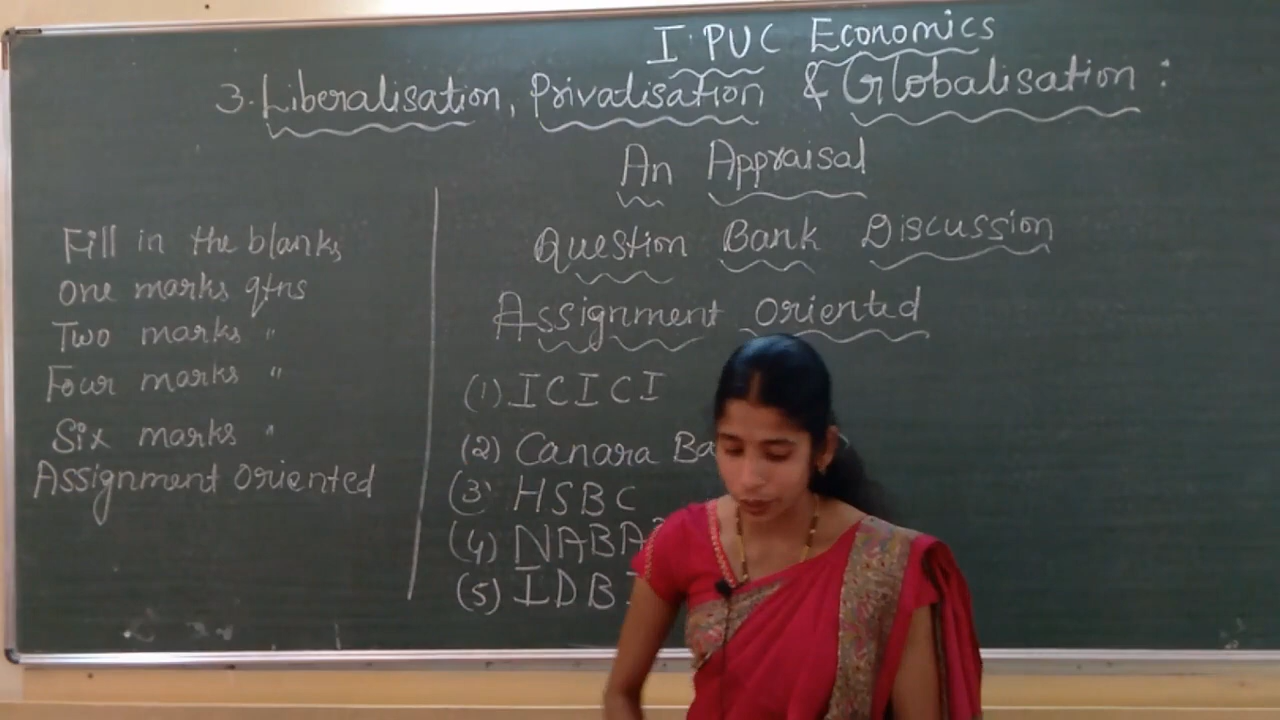 I PUC Economics
3. Liberalisation, Privatisation & Globalisation :
An Appraisal
Question Bank Discussion
Assignment oriented
(1) ICICI
(2) Canara
(3) HSBC
(4)
(5)
Fill in the blanks
one marks qtns
Two marks "
Four marks "
Six marks "
Assignment oriented